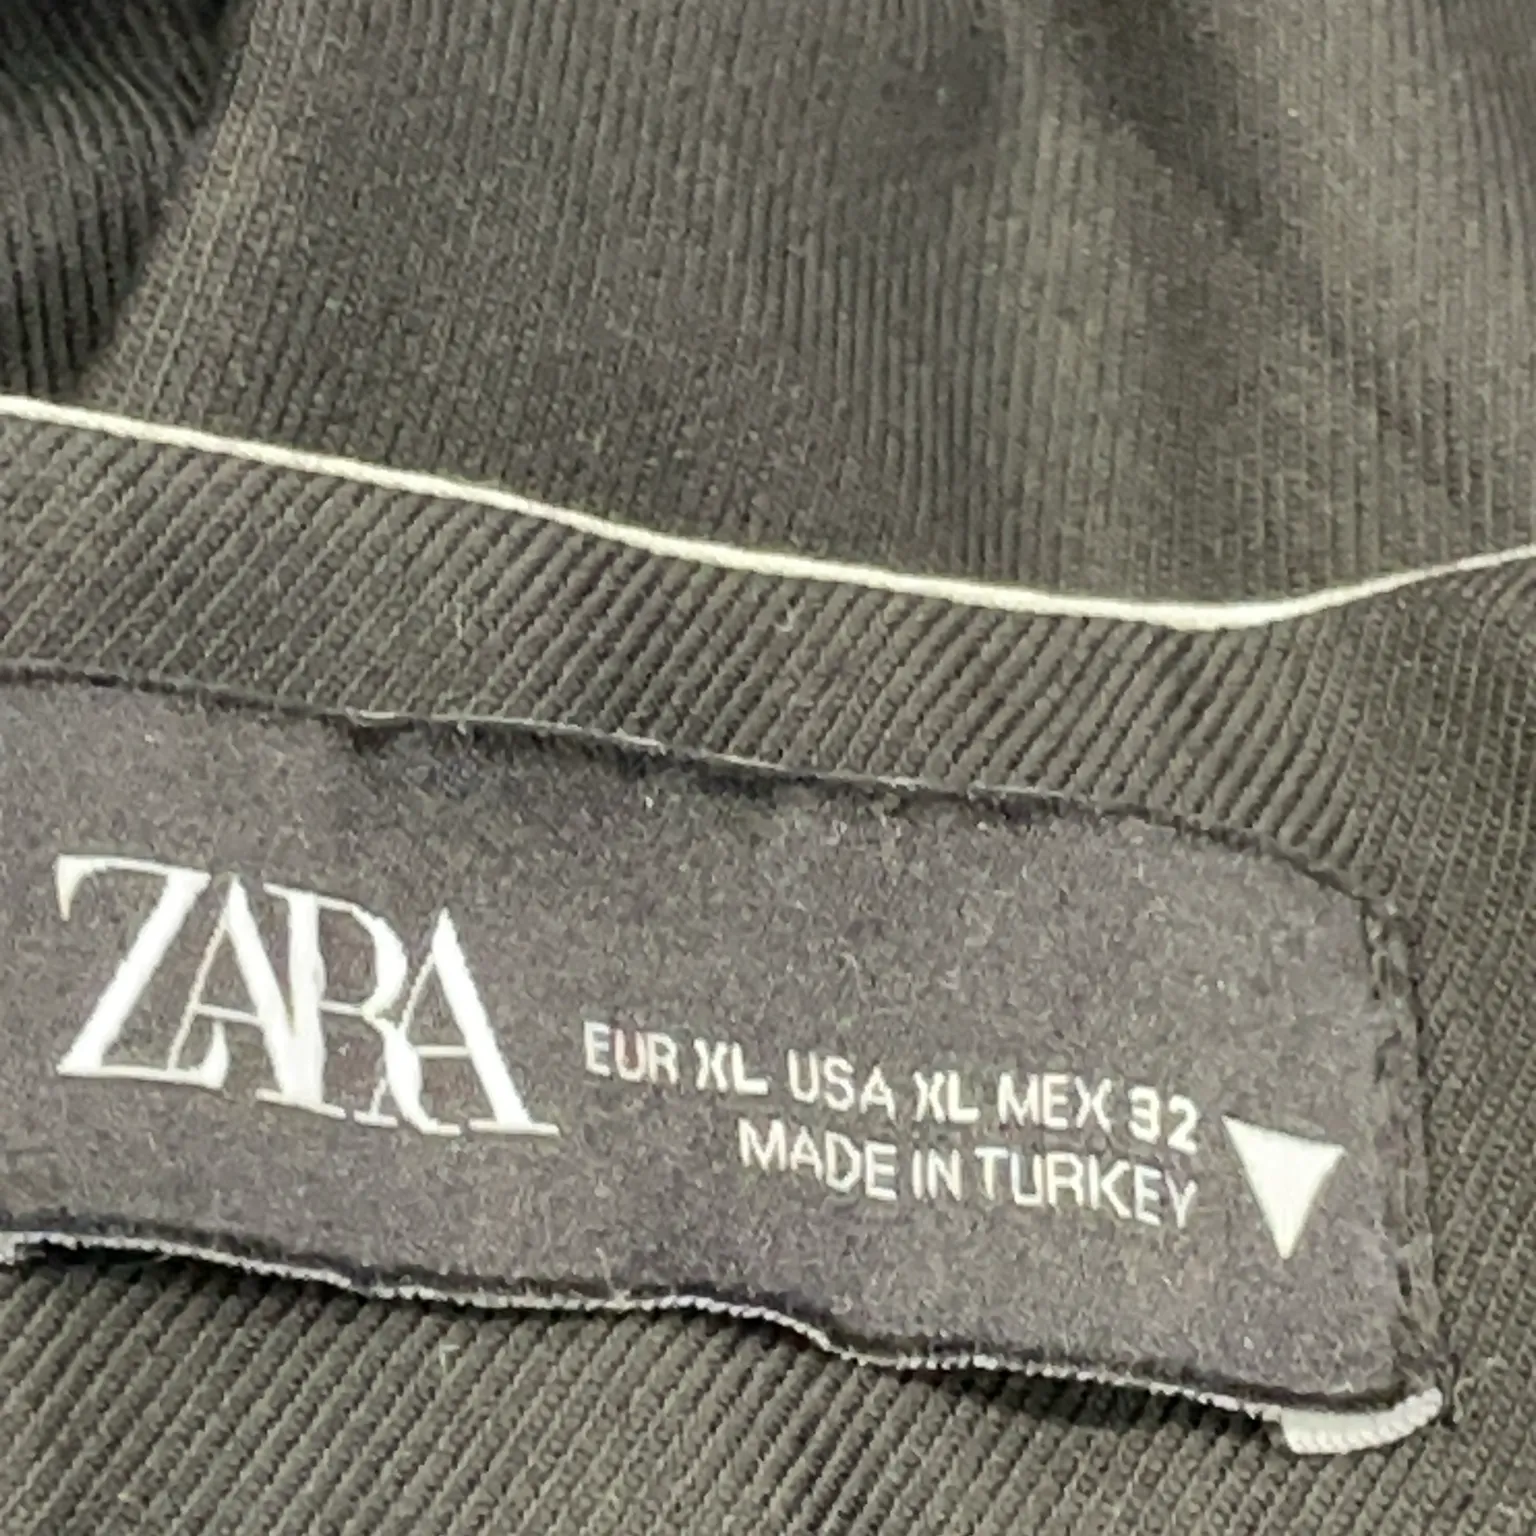 ZARA
EUR XL USA XL MEX 32
MADE IN TURKEY